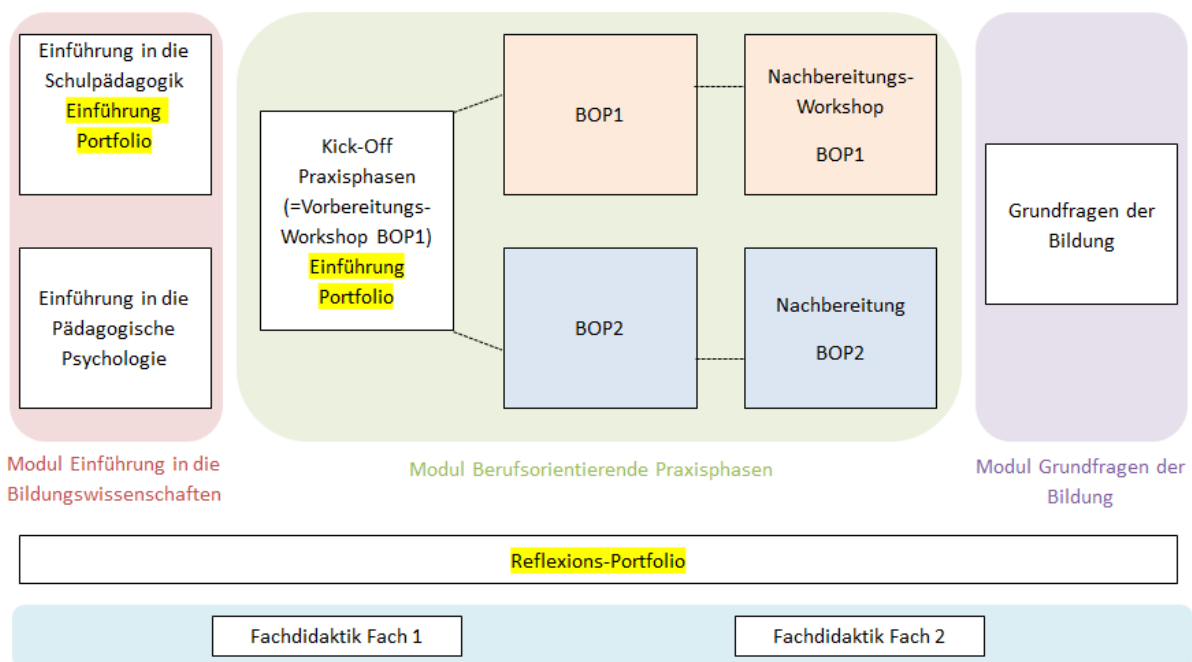 Einführung in die
Schulpädagogik
Einführung
Portfolio
Einführung in die
Pädagogische
Psychologie
Modul Einführung in die
Bildungswissenschaften
Kick-Off
Praxisphasen
(=Vorbereitungs-
Workshop BOP1)
Einführung
Portfolio
BOP1
Nachbereitungs-
Workshop
BOP1
BOP2
Nachbereitung
BOP2
Modul Berufsorientierende Praxisphasen
Grundfragen der
Bildung
Modul Grundfragen der
Bildung
Reflexions-Portfolio
Fachdidaktik Fach 1
Fachdidaktik Fach 2